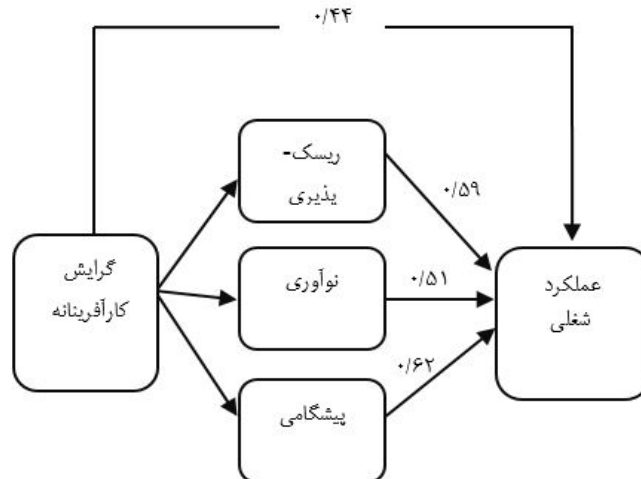 ۰/۴۴
ریسک-
پذیری
۰/۵۹
گرایش
کارآفرینانه
نوآوری
۰/۵۱
عملکرد
شغلی
۰/۶۲
پیشگامی